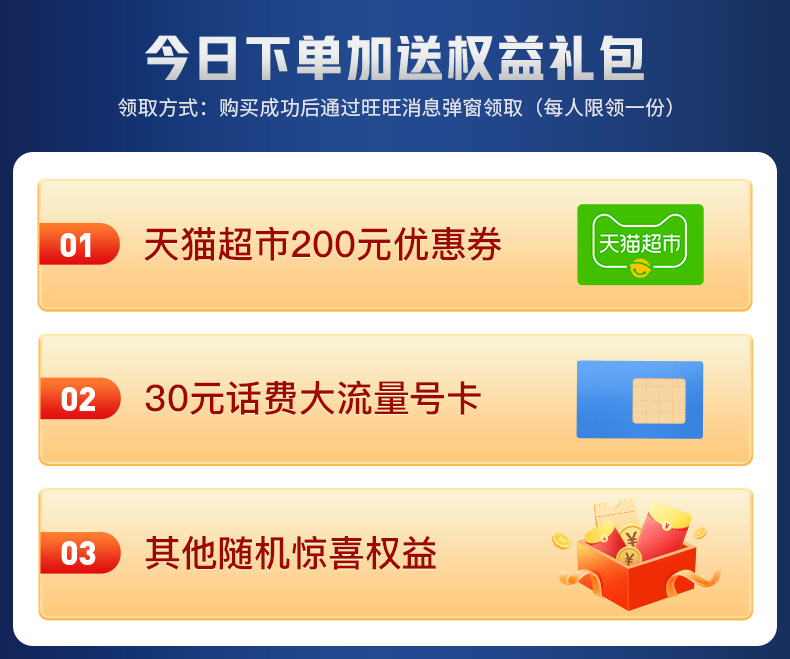 今日下单加送权益礼包
领取方式：购买成功后通过旺旺消息弹窗领取（每人限领一份）
01 天猫超市200元优惠券
天猫超市
02 30元话费大流量号卡
03 其他随机惊喜权益
¥
¥
¥
¥